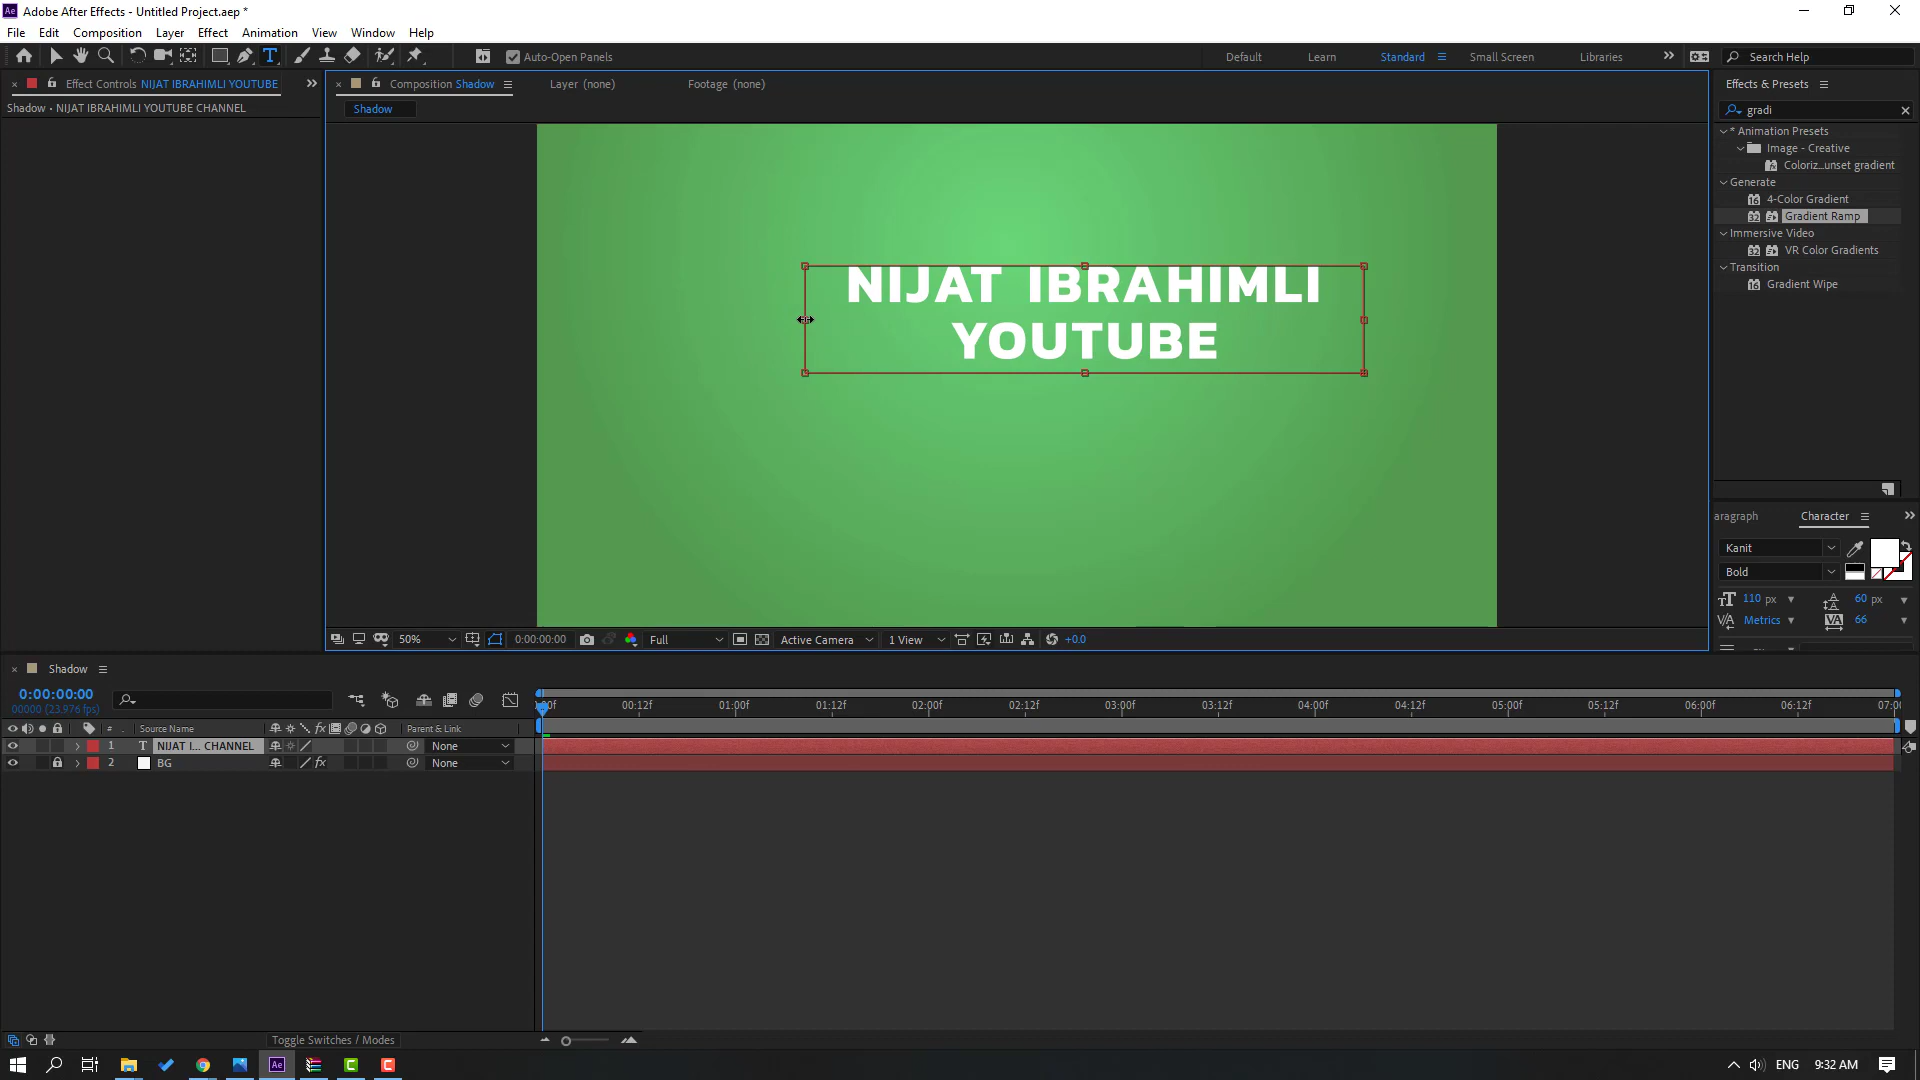 Adobe After Effects - Untitled Project.aep *
File Edit Composition Layer Effect Animation View Window Help
Auto-Open Panels
Default Learn Standard Small Screen Libraries Search Help
Effect Controls NIJAT IBRAHIMLI YOUTUBE
Shadow • NIJAT IBRAHIMLI YOUTUBE CHANNEL
Composition Shadow
Layer (none)
Footage (none)
Shadow
NIJAT IBRAHIMLI
YOUTUBE
50% 0:00:00:00 Full Active Camera 1 View +0.0
Effects & Presets
gradi
* Animation Presets
Image - Creative
Coloriz...unset gradient
Generate
4-Color Gradient
Gradient Ramp
Immersive Video
VR Color Gradients
Transition
Gradient Wipe
aragraph Character
Kanit
Bold
110 px 60 px
Metrics 66
Shadow
0:00:00:00
00000 (23.976 fps)
00:12f 01:00f 01:12f 02:00f 02:12f 03:00f 03:12f 04:00f 04:12f 05:00f 05:12f 06:00f 06:12f 07:00
# Source Name Parent & Link
1 T NIJAT I... CHANNEL None
2 BG None
Toggle Switches / Modes
ENG 9:32 AM